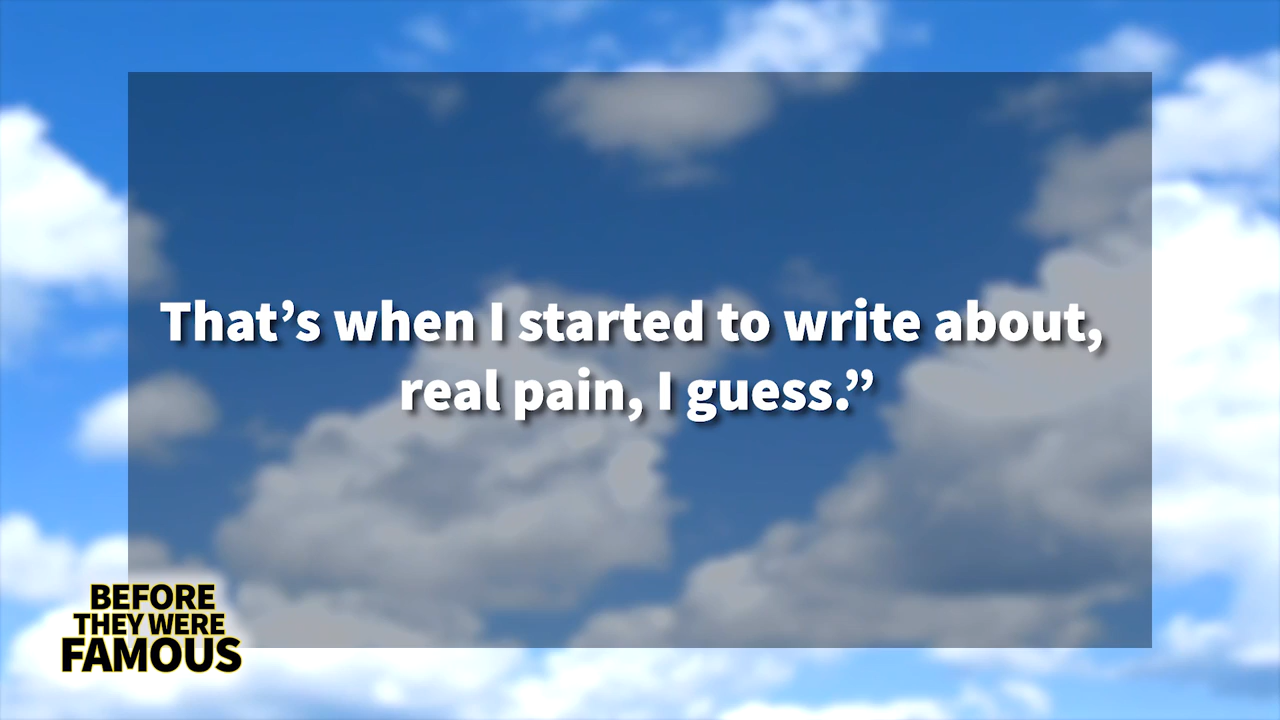 That’s when I started to write about,
real pain, I guess.”
BEFORE
THEY WERE
FAMOUS